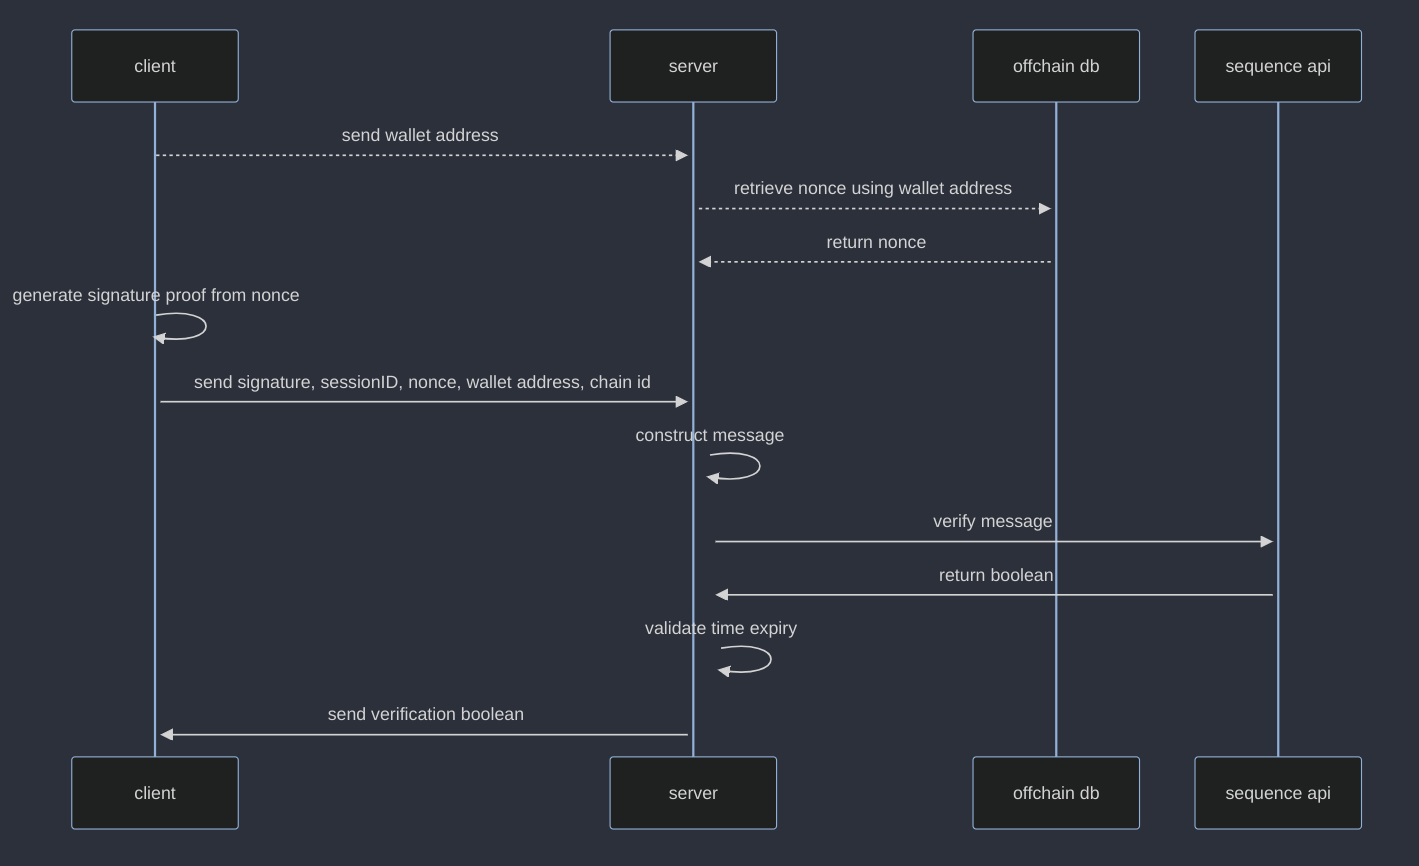 client
server
offchain db
sequence api
send wallet address
retrieve nonce using wallet address
return nonce
generate signature proof from nonce
send signature, sessionID, nonce, wallet address, chain id
construct message
verify message
return boolean
validate time expiry
send verification boolean
client
server
offchain db
sequence api